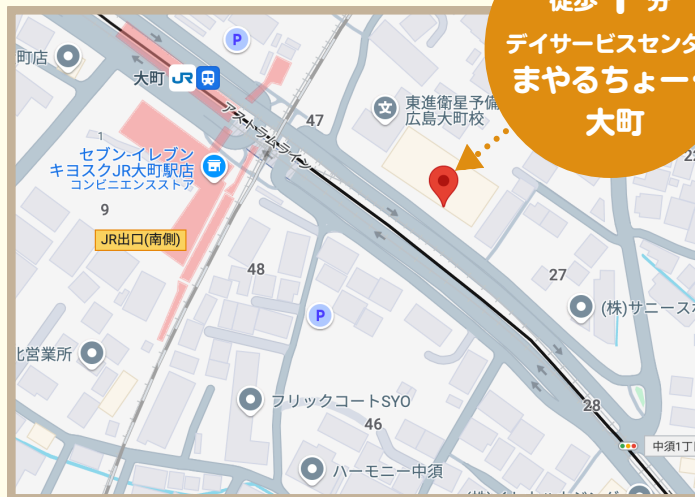 徒歩 1 分
デイサービスセンタ
まやるちょー
大町
町店
P
大町 JR
アストラムライン
47
東進衛星予備
広島大町校
文
1
セブン-イレブン
キヨスクJR大町駅店
コンビニエンスストア
9
JR出口(南側)
48
27
P
(株)サニース
北営業所
フリックコートSYO
28
46
中須1丁
ハーモニー中須